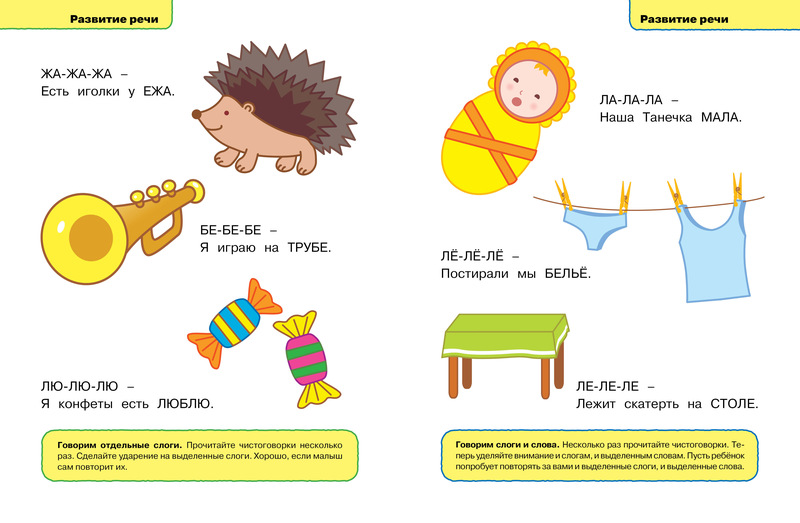 Развитие речи
ЖА-ЖА-ЖА –
Есть иголки у ЕЖА.
БЕ-БЕ-БЕ –
Я играю на ТРУБЕ.
ЛЮ-ЛЮ-ЛЮ –
Я конфеты есть ЛЮБЛЮ.
Говорим отдельные слоги. Прочитайте чистоговорки несколько
раз. Сделайте ударение на выделенные слоги. Хорошо, если малыш
сам повторит их.
Развитие речи
ЛА-ЛА-ЛА –
Наша Танечка МАЛА.
ЛЁ-ЛЁ-ЛЁ –
Постирали мы БЕЛЬЁ.
ЛЕ-ЛЕ-ЛЕ –
Лежит скатерть на СТОЛЕ.
Говорим слоги и слова. Несколько раз прочитайте чистоговорки. Те-
перь уделяйте внимание и слогам, и выделенным словам. Пусть ребёнок
попробует повторять за вами и выделенные слоги, и выделенные слова.